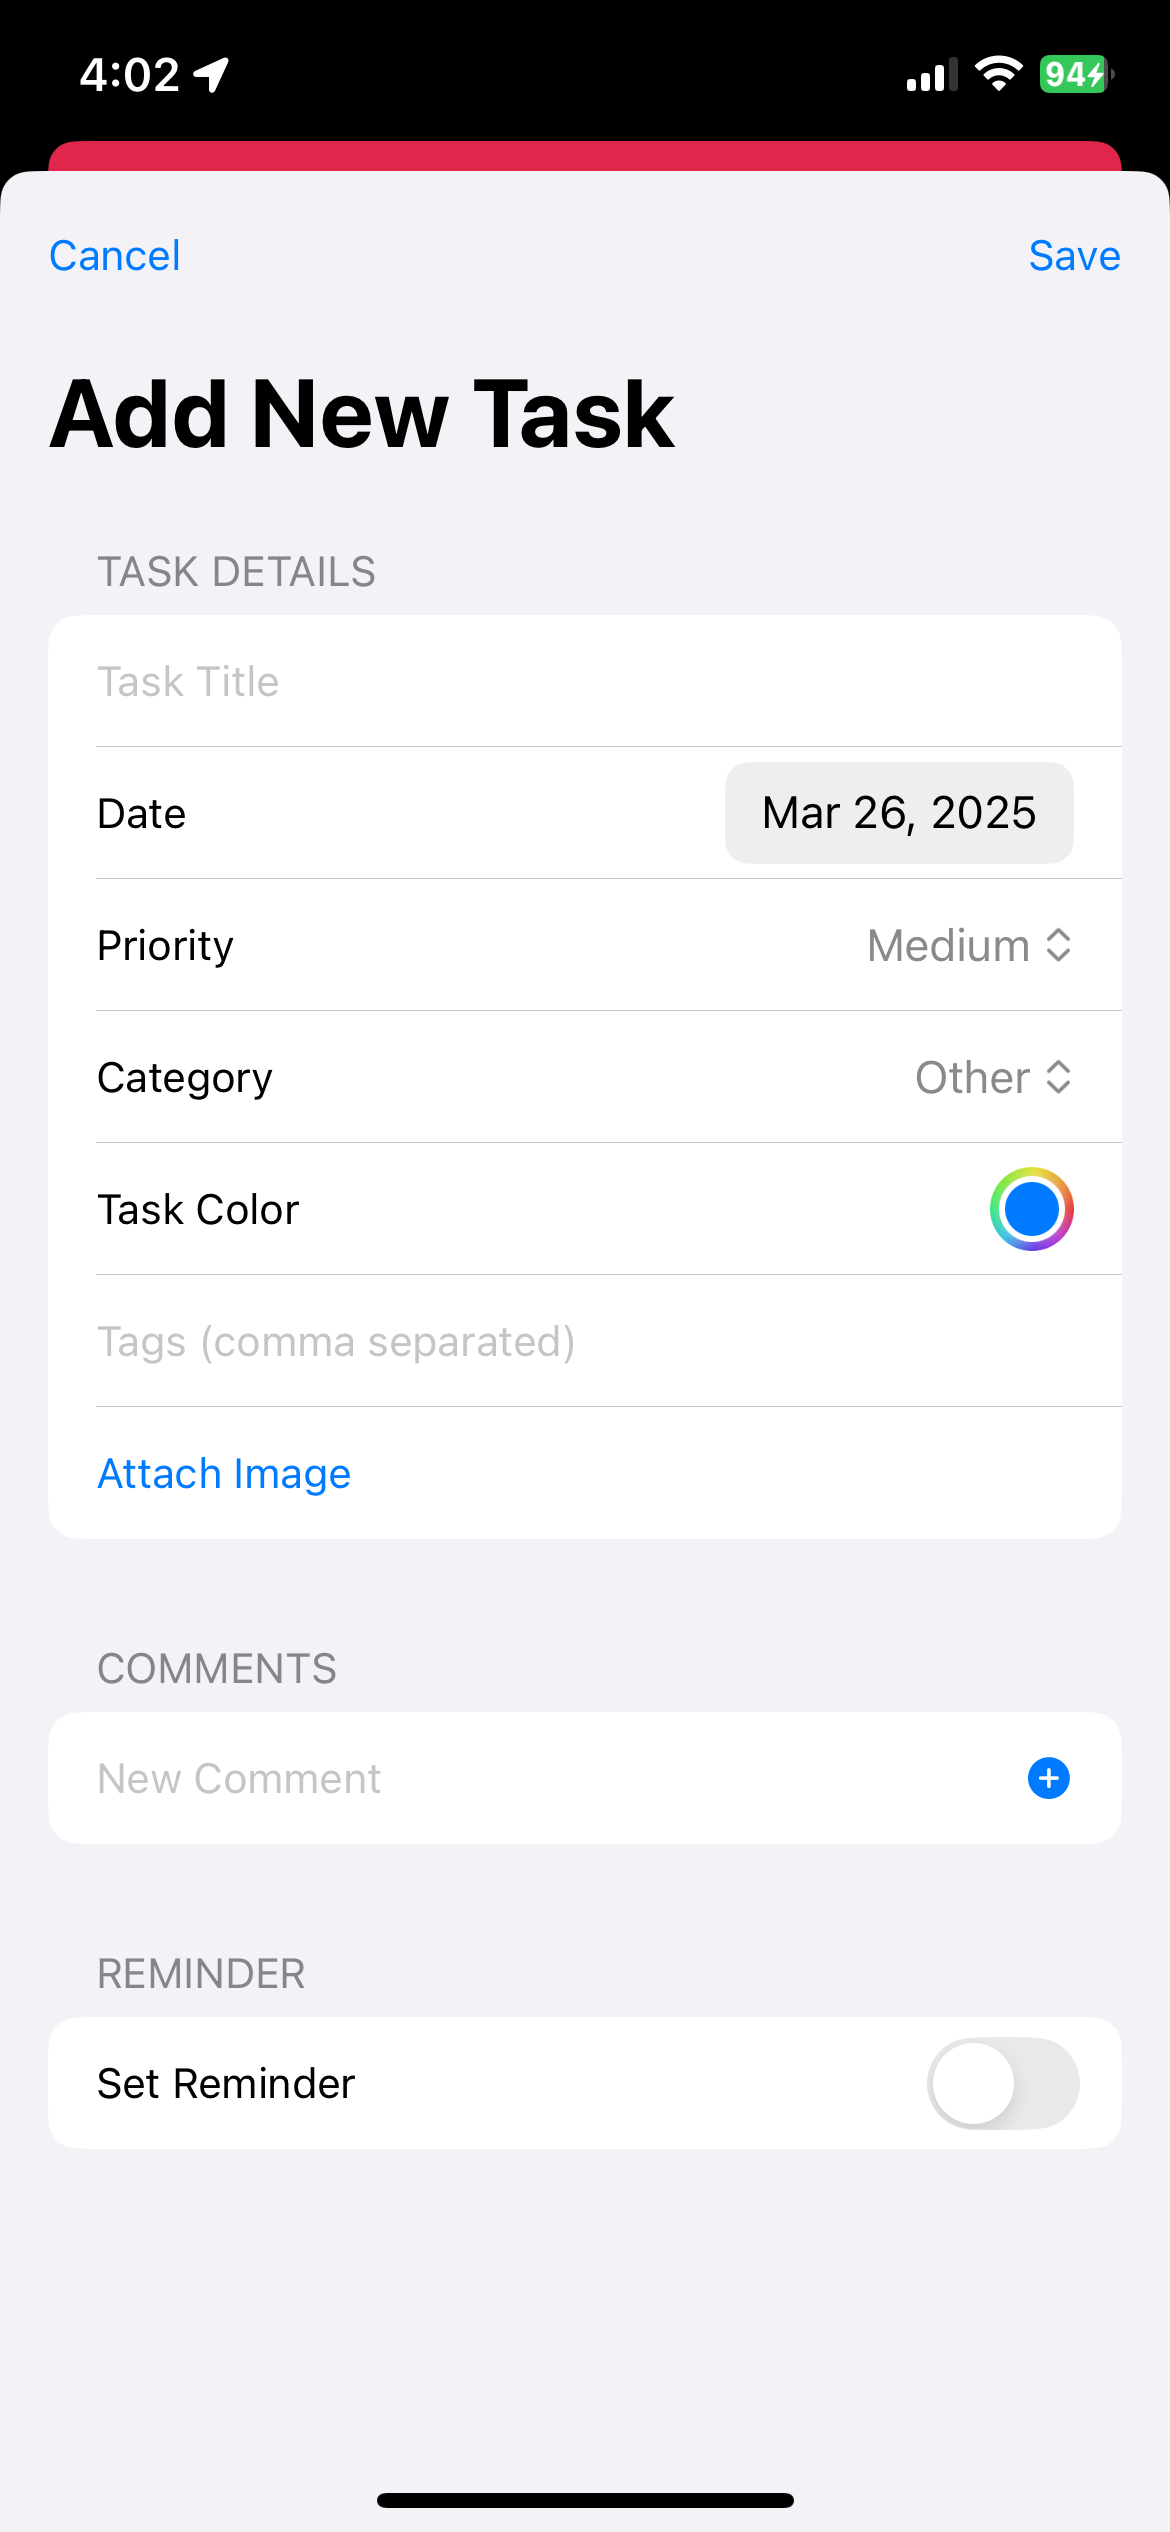 4:02
94
Cancel
Save
Add New Task
TASK DETAILS
Task Title
Date
Mar 26, 2025
Priority
Medium
Category
Other
Task Color
Tags (comma separated)
Attach Image
COMMENTS
New Comment
REMINDER
Set Reminder